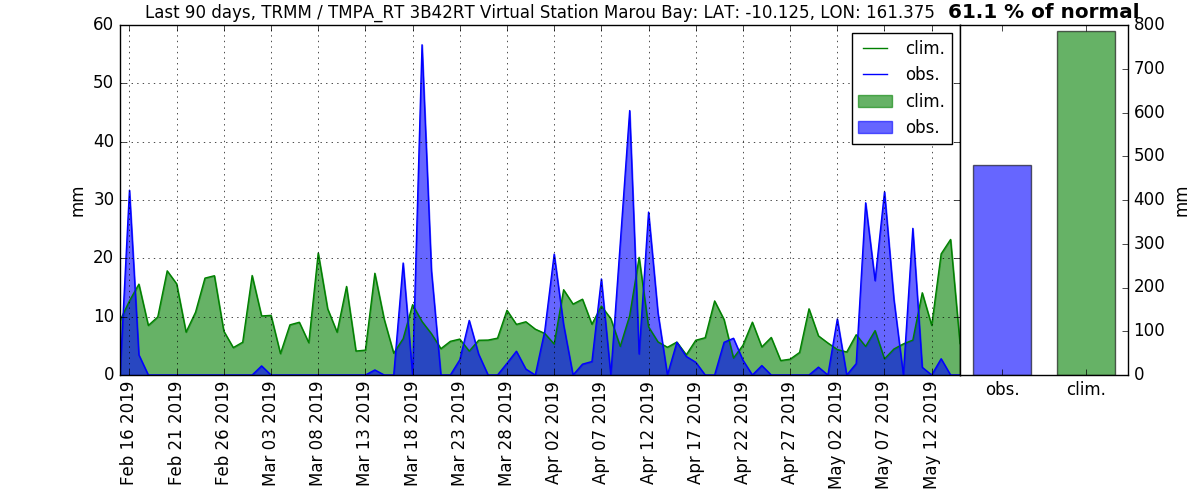 Last 90 days, TRMM / TMPA_RT 3B42RT Virtual Station Marou Bay: LAT: -10.125, LON: 161.375 61.1 % of normal
60
50
40
30
20
10
0
mm
clim.
obs.
clim.
obs.
800
700
600
500
400
300
200
100
0
mm
Feb 16 2019
Feb 21 2019
Feb 26 2019
Mar 03 2019
Mar 08 2019
Mar 13 2019
Mar 18 2019
Mar 23 2019
Mar 28 2019
Apr 02 2019
Apr 07 2019
Apr 12 2019
Apr 17 2019
Apr 22 2019
Apr 27 2019
May 02 2019
May 07 2019
May 12 2019
obs.
clim.